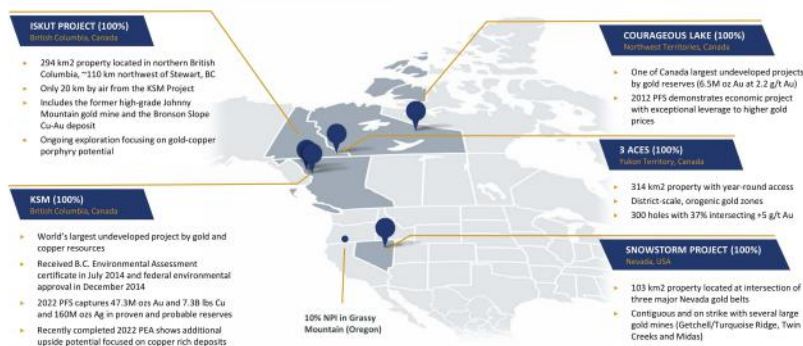 ISKUT PROJECT (100%)
British Columbia, Canada
294 km2 property located in northern British
Columbia, ~110 km northwest of Stewart, BC
Only 20 km by air from the KSM Project
Includes the former high-grade Johnny
Mountain gold mine and the Bronson Slope
Cu-Au deposit
Ongoing exploration focusing on gold-copper
porphyry potential
KSM (100%)
British Columbia, Canada
World's largest undeveloped project by gold and
copper resources
Received B.C. Environmental Assessment
certificate in July 2014 and federal environmental
approval in December 2014
2022 PFS captures 47.3M ozs Au and 7.3B lbs Cu
and 160M ozs Ag in proven and probable reserves
Recently completed 2022 PEA shows additional
upside potential focused on copper rich deposits
10% NPI in Grassy
Mountain (Oregon)
COURAGEOUS LAKE (100%)
Northwest Territories, Canada
One of Canada largest undeveloped projects
by gold reserves (6.5M oz Au at 2.2 g/t Au)
2012 PFS demonstrates economic project
with exceptional leverage to higher gold
prices
3 ACES (100%)
Yukon Territory, Canada
314 km2 property with year-round access
District-scale, orogenic gold zones
300 holes with 37% intersecting +5 g/t Au
SNOWSTORM PROJECT (100%)
Nevada, USA
103 km2 property located at intersection of
three major Nevada gold belts
Contiguous and on strike with several large
gold mines (Getchell/Turquoise Ridge, Twin
Creeks and Midas)